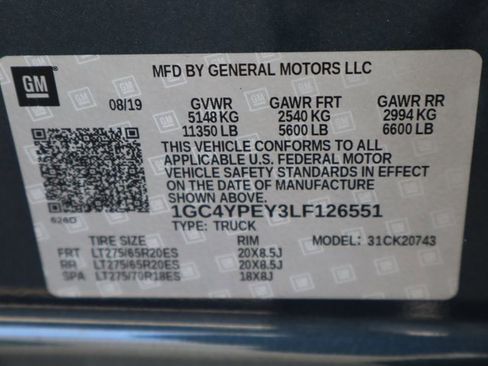 GM
MFD BY GENERAL MOTORS LLC
08/19 GVWR GAWR FRT GAWR RR
5148 KG 2540 KG 2994 KG
11350 LB 5600 LB 6600 LB
THIS VEHICLE CONFORMS TO ALL
APPLICABLE U.S. FEDERAL MOTOR
VEHICLE SAFETY STANDARDS IN EFFECT
ON THE DATE OF MANUFACTURE SHOWN ABOVE.
1GC4YPEY3LF126551
TYPE: TRUCK
TIRE SIZE RIM MODEL: 31CK20743
FRT LT275/65R20ES 20X8.5J
RR LT275/65R20ES 20X8.5J
SPA LT275/70R18ES 18X8J